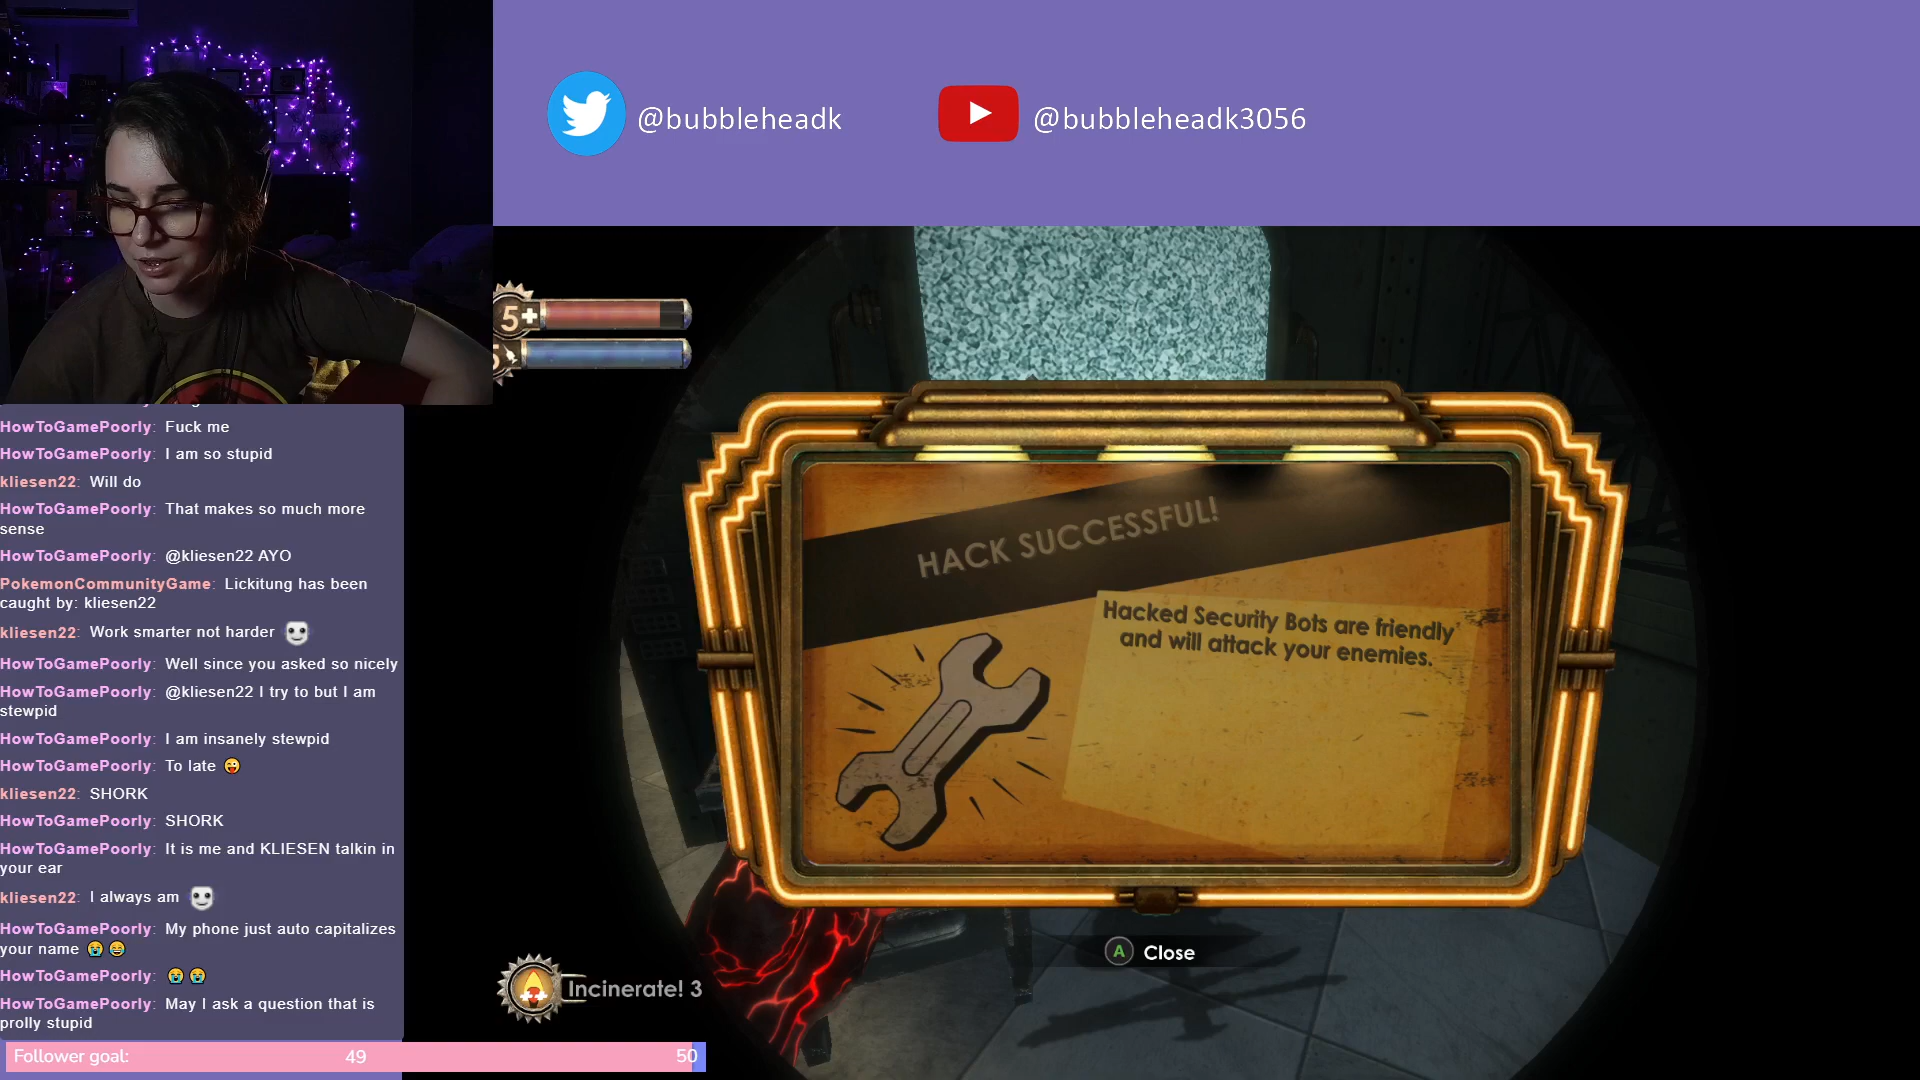 @bubbleheadk
@bubbleheadk3056
5+
HowToGamePoorly: Fuck me
HowToGamePoorly: I am so stupid
kliesen22: Will do
HowToGamePoorly: That makes so much more
sense
HowToGamePoorly: @kliesen22 AYO
PokemonCommunityGame: Lickitung has been
caught by: kliesen22
kliesen22: Work smarter not harder
HowToGamePoorly: Well since you asked so nicely
HowToGamePoorly: @kliesen22 I try to but I am
stewpid
HowToGamePoorly: I am insanely stewpid
HowToGamePoorly: To late 😜
kliesen22: SHORK
HowToGamePoorly: SHORK
HowToGamePoorly: It is me and KLIESEN talkin in
your ear
kliesen22: I always am
HowToGamePoorly: My phone just auto capitalizes
your name 😭 😂
HowToGamePoorly: 😭 😭
HowToGamePoorly: May I ask a question that is
prolly stupid
Follower goal: 49 50
HACK SUCCESSFUL!
Hacked Security Bots are friendly
and will attack your enemies.
A Close
Incinerate! 3